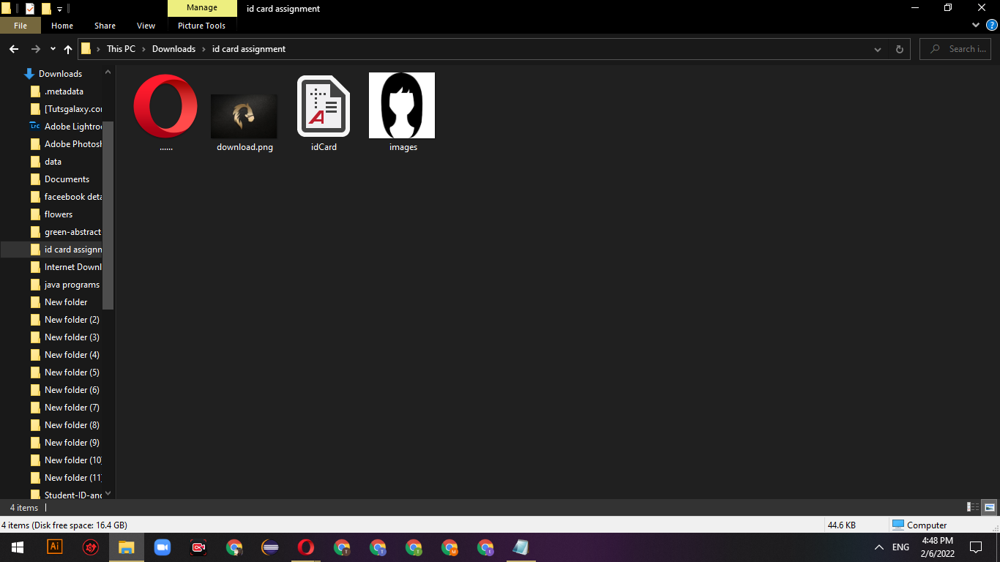 Manage
id card assignment
File
Home
Share
View
Picture Tools
This PC
Downloads
id card assignment
Search i...
Downloads
.metadata
[Tutsgalaxy.con
Lrc
Adobe Lightroo
Adobe Photosh
data
Documents
faceebook deta
flowers
green-abstract
id card assignm
Internet Downl
java programs
New folder
New folder (2)
New folder (3)
New folder (4)
New folder (5)
New folder (6)
New folder (7)
New folder (8)
New folder (9)
New folder (10)
New folder (11)
Student-ID-and
......
download.png
idCard
images
4 items
4 items (Disk free space: 16.4 GB)
44.6 KB
Computer
Ai
ENG
4:48 PM
2/6/2022